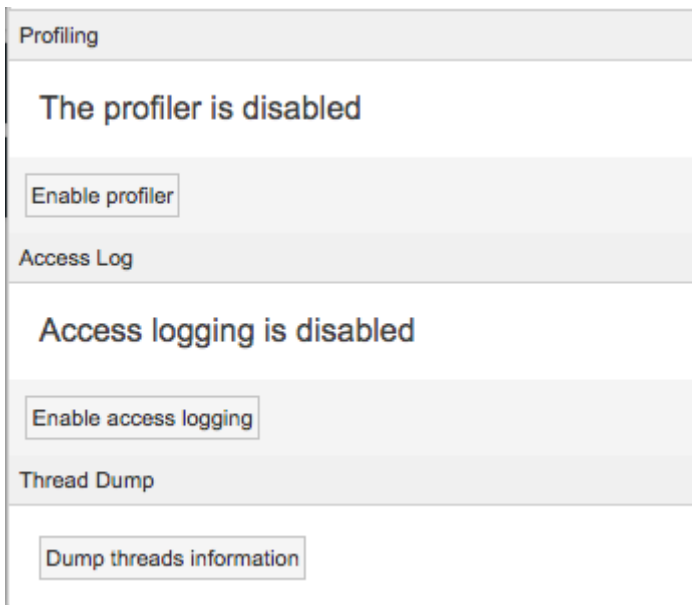 Profiling
The profiler is disabled
Enable profiler
Access Log
Access logging is disabled
Enable access logging
Thread Dump
Dump threads information